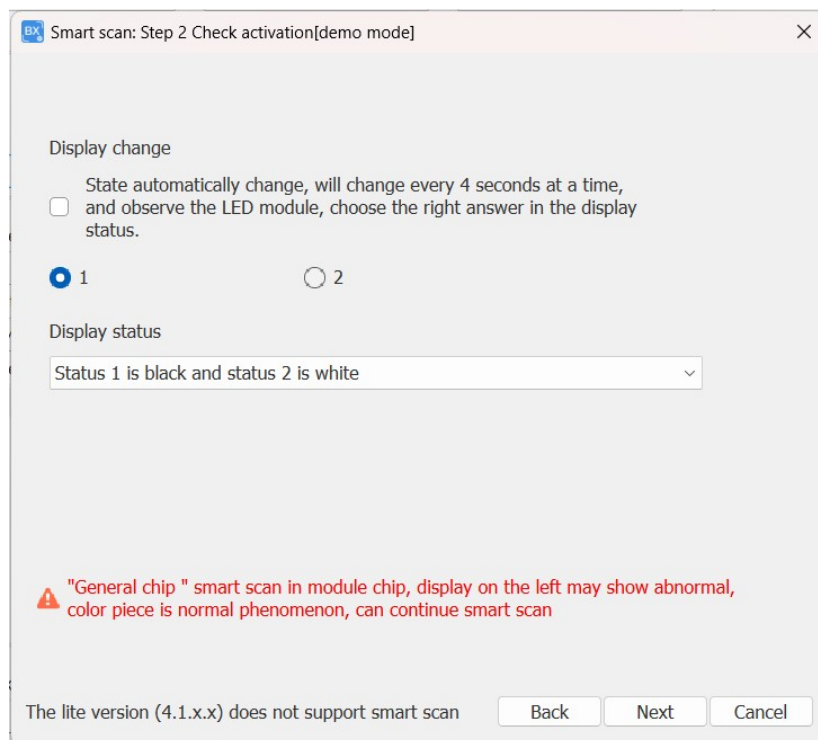 BX Smart scan: Step 2 Check activation[demo mode]
Display change
State automatically change, will change every 4 seconds at a time,
and observe the LED module, choose the right answer in the display
status.
1 2
Display status
Status 1 is black and status 2 is white
"General chip " smart scan in module chip, display on the left may show abnormal,
color piece is normal phenomenon, can continue smart scan
The lite version (4.1.x.x) does not support smart scan Back Next Cancel